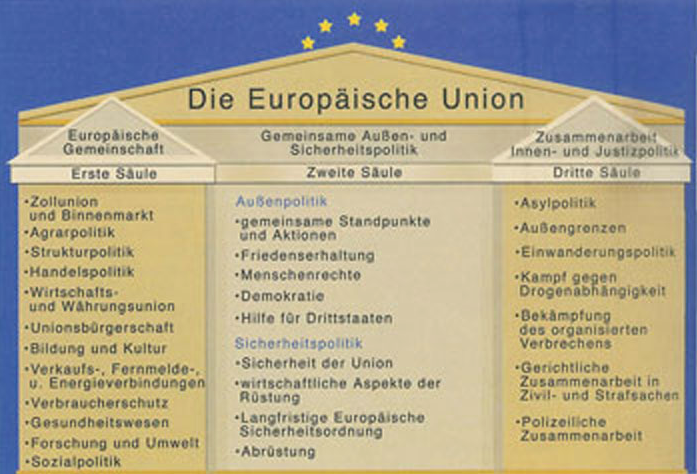 Die Europäische Union
Europäische
Gemeinschaft
Erste Säule
•Zollunion
und Binnenmarkt
•Agrarpolitik
•Strukturpolitik
•Handelspolitik
•Wirtschafts-
und Währungsunion
•Unionsbürgerschaft
•Bildung und Kultur
•Verkaufs-, Fernmelde-,
u. Energieverbindungen
•Verbraucherschutz
•Gesundheitswesen
•Forschung und Umwelt
•Sozialpolitik
Gemeinsame Außen- und
Sicherheitspolitik
Zweite Säule
Außenpolitik
•gemeinsame Standpunkte
und Aktionen
•Friedenserhaltung
•Menschenrechte
•Demokratie
•Hilfe für Drittstaaten
Sicherheitspolitik
•Sicherheit der Union
•wirtschaftliche Aspekte der
Rüstung
•Langfristige Europäische
Sicherheitsordnung
•Abrüstung
Zusammenarbeit
Innen- und Justizpolitik
Dritte Säule
•Asylpolitik
•Außengrenzen
•Einwanderungspolitik
•Kampf gegen
Drogenabhängigkeit
•Bekämpfung
des organisierten
Verbrechens
•Gerichtliche
Zusammenarbeit in
Zivil- und Strafsachen
•Polizeiliche
Zusammenarbeit